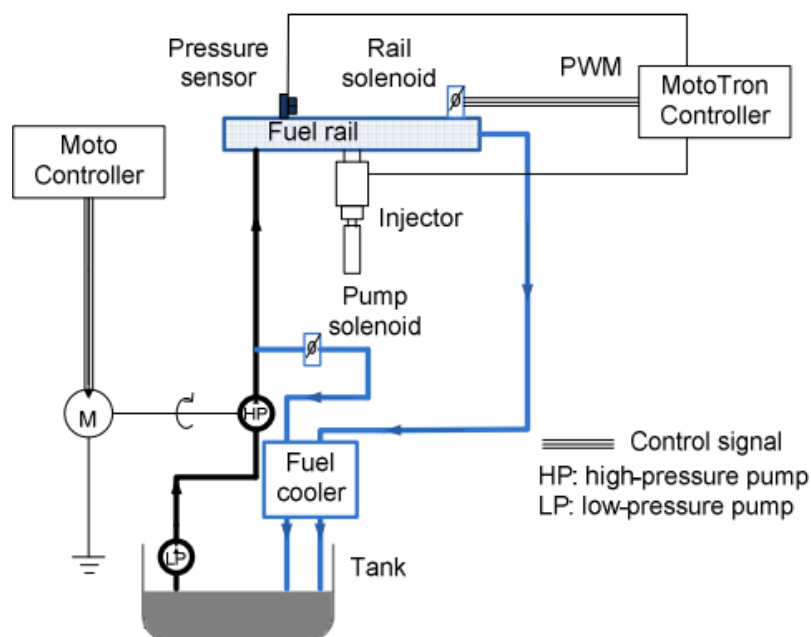 Pressure
sensor
Rail
solenoid
PWM
MotoTron
Controller
Fuel rail
Moto
Controller
Injector
Pump
solenoid
M
HP
Fuel
cooler
Control signal
HP: high-pressure pump
LP: low-pressure pump
LP
Tank